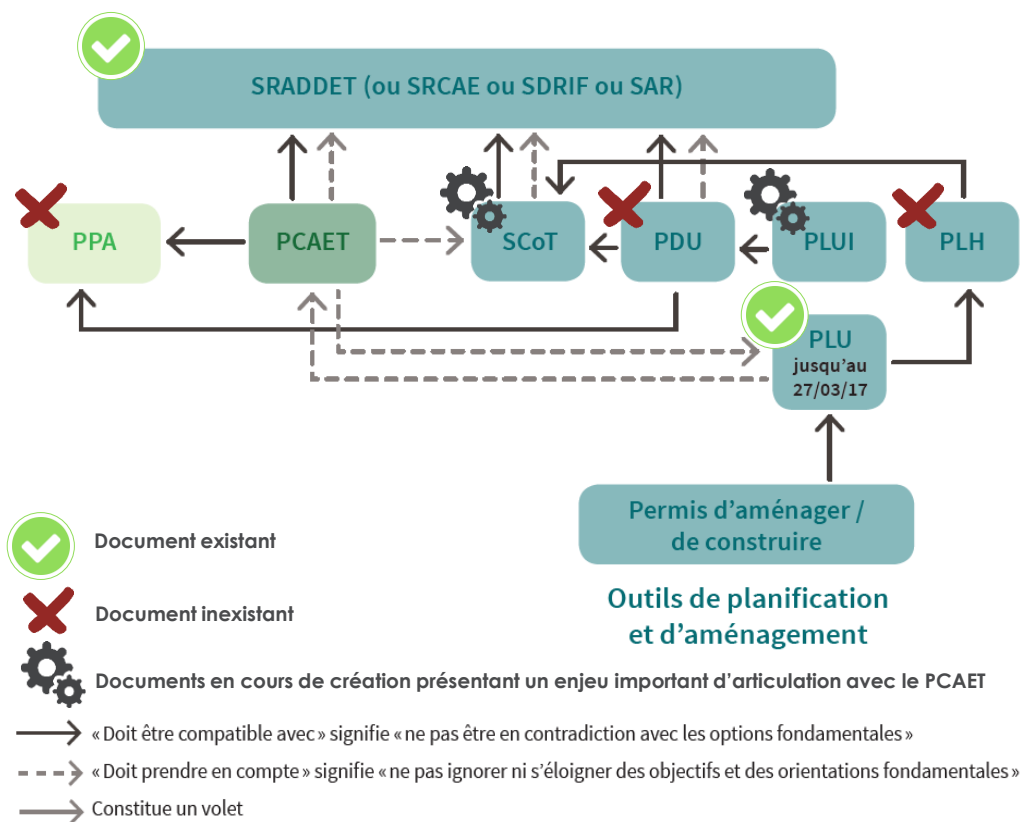 SRADDET (ou SRCAE ou SDRIF ou SAR)
PPA
PCAET
SCoT
PDU
PLUI
PLH
PLU
jusqu'au
27/03/17
Permis d'aménager /
de construire
Outils de planification
et d'aménagement
Document existant
Document inexistant
Documents en cours de création présentant un enjeu important d'articulation avec le PCAET
« Doit être compatible avec » signifie « ne pas être en contradiction avec les options fondamentales »
« Doit prendre en compte » signifie « ne pas ignorer ni s'éloigner des objectifs et des orientations fondamentales »
Constitue un volet